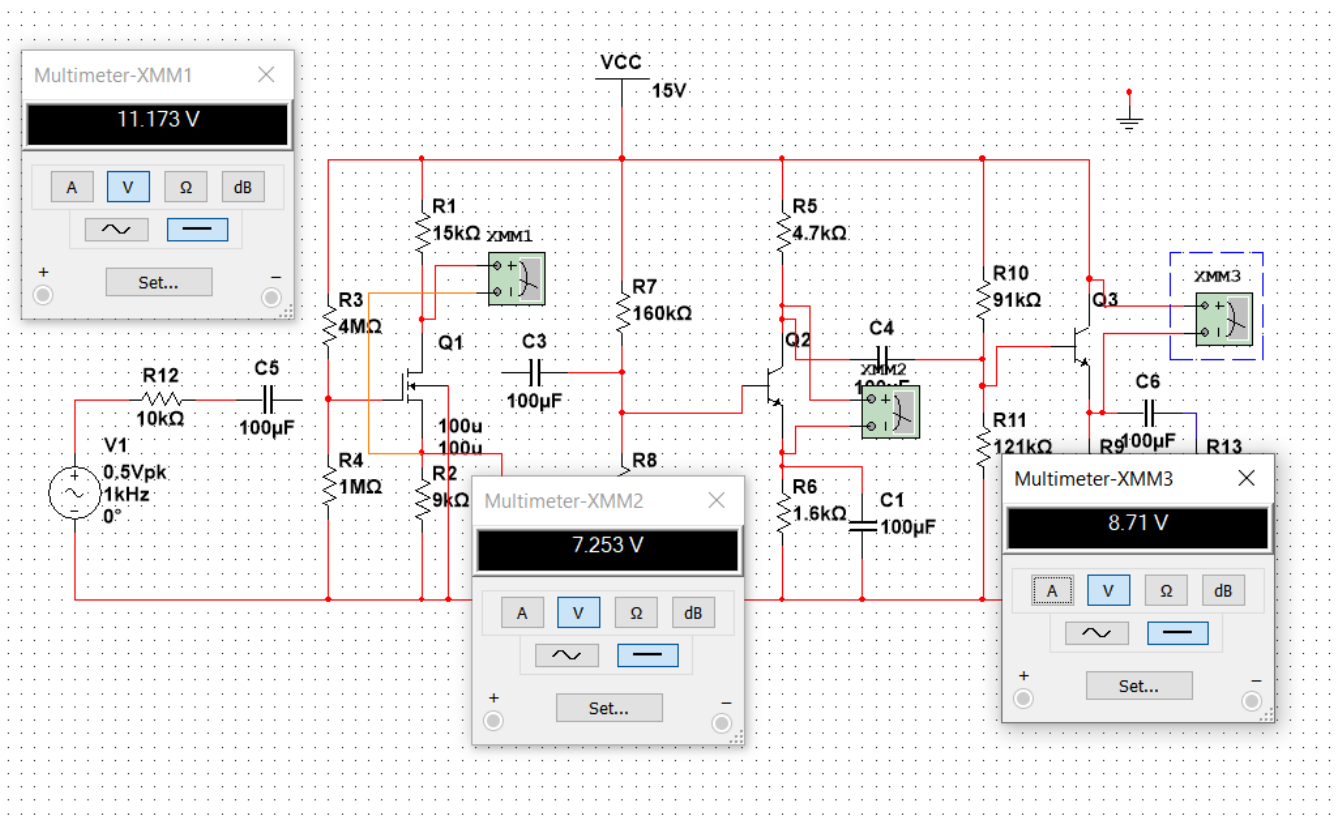 Multimeter-XMM1
11.173 V
A V Ω dB
+ Set... −
VCC
15V
R1
15kΩ
XMM1
R3
4MΩ
Q1
R12
10kΩ
C5
100µF
V1
0.5Vpk
1kHz
0°
R4
1MΩ
100u
100u
R2
9kΩ
R7
160kΩ
C3
100µF
R8
R5
4.7kΩ
Q2
C4
100µF
XMM2
R6
1.6kΩ
C1
100µF
R10
91kΩ
Q3
XMM3
R11
121kΩ
C6
100µF
R9
R13
Multimeter-XMM2
7.253 V
A V Ω dB
+ Set... −
Multimeter-XMM3
8.71 V
A V Ω dB
+ Set... −